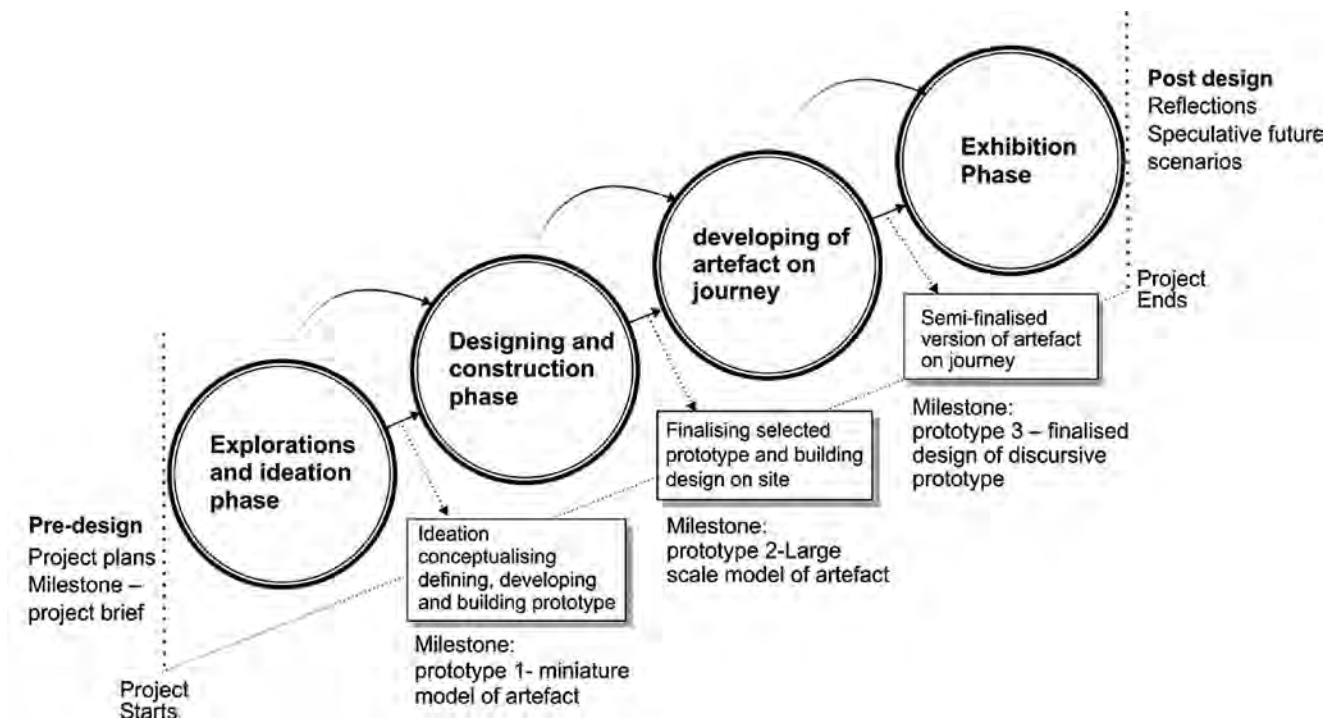 Pre-design
Project plans
Milestone –
project brief
Project
Starts
Explorations
and ideation
phase
Ideation
conceptualising
defining, developing
and building prototype
Milestone:
prototype 1- miniature
model of artefact
Designing and
construction
phase
Finalising selected
prototype and building
design on site
Milestone:
prototype 2-Large
scale model of artefact
developing of
artefact on
journey
Semi-finalised
version of artefact
on journey
Milestone:
prototype 3 – finalised
design of discursive
prototype
Exhibition
Phase
Project
Ends
Post design
Reflections
Speculative future
scenarios